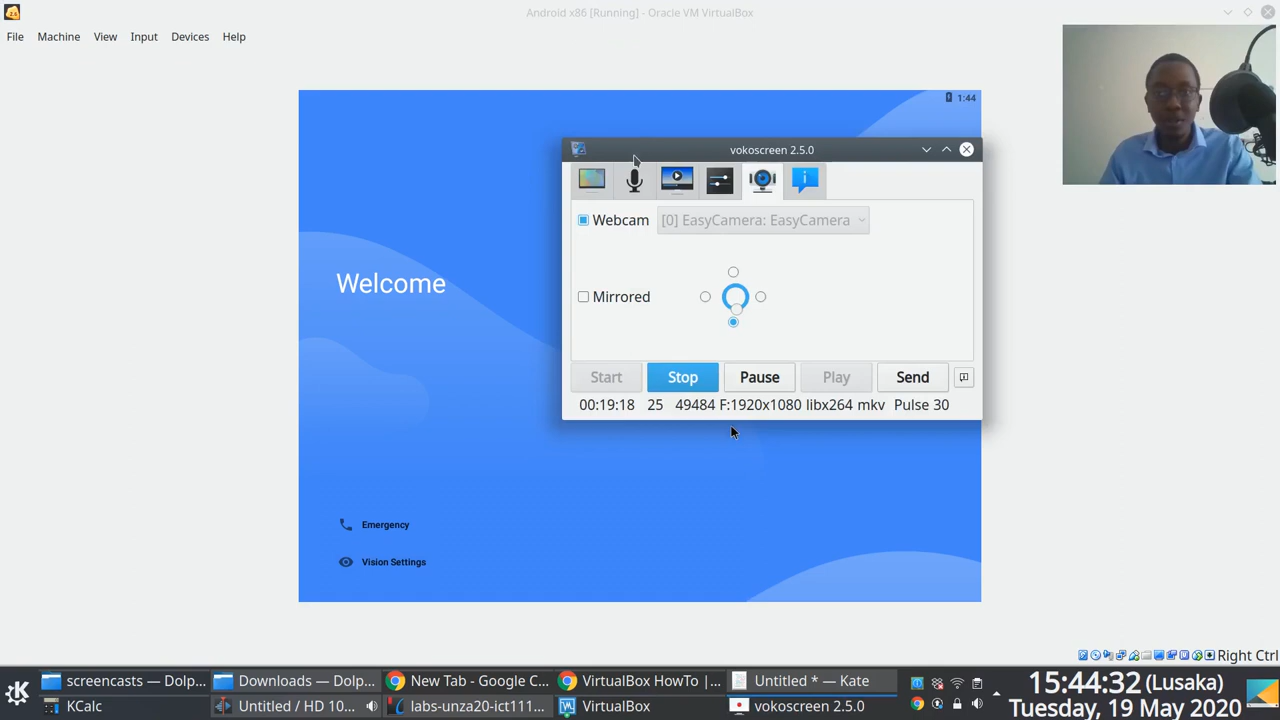 Android x86 [Running] - Oracle VM VirtualBox
File Machine View Input Devices Help
1:44
vokoscreen 2.5.0
Webcam [0] EasyCamera: EasyCamera
Welcome
Mirrored
Start Stop Pause Play Send
00:19:18 25 49484 F:1920x1080 libx264 mkv Pulse 30
Emergency
Vision Settings
Right Ctrl
screencasts — Dolp... Downloads — Dolp... New Tab - Google C... VirtualBox HowTo | ... Untitled * — Kate
KCalc Untitled / HD 10... labs-unza20-ict111... VirtualBox vokoscreen 2.5.0
15:44:32 (Lusaka)
Tuesday, 19 May 2020